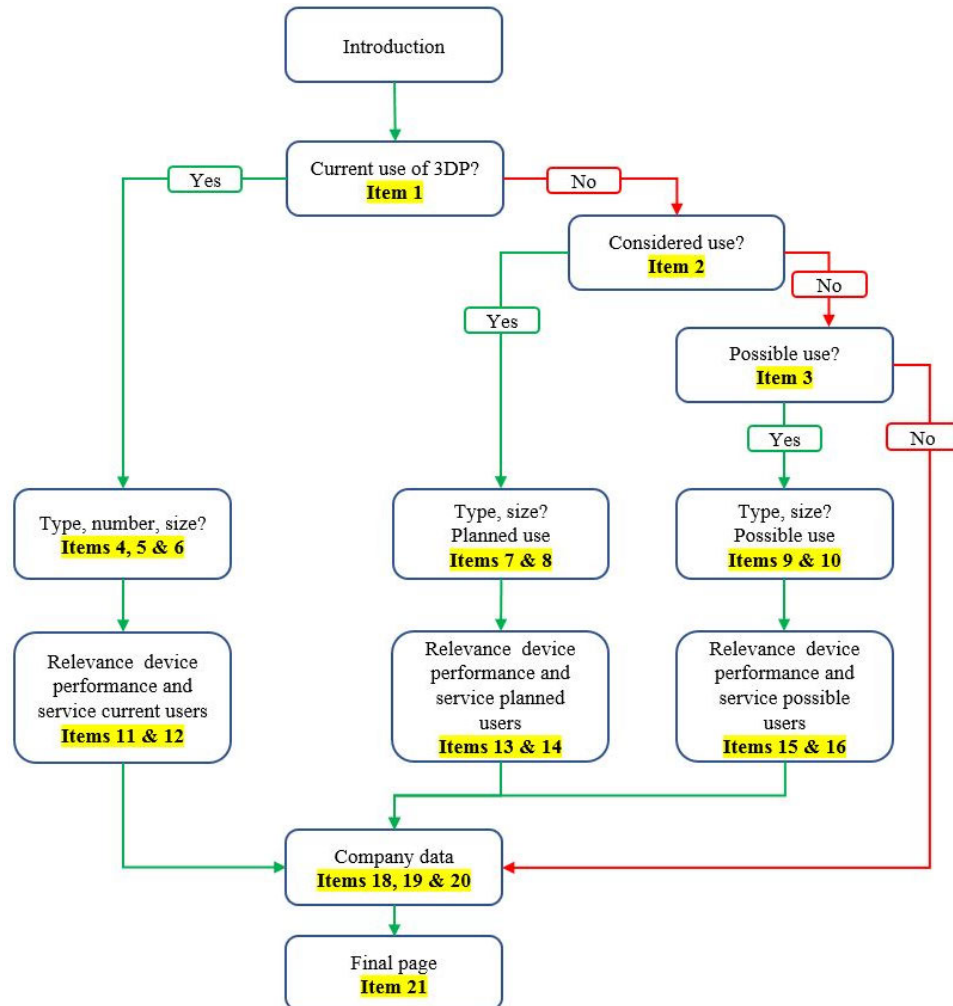 Introduction
Current use of 3DP?
Item 1
Yes
No
Considered use?
Item 2
No
Yes
Possible use?
Item 3
Yes
No
Type, number, size?
Items 4, 5 & 6
Type, size?
Planned use
Items 7 & 8
Type, size?
Possible use
Items 9 & 10
Relevance device
performance and
service current users
Items 11 & 12
Relevance device
performance and
service planned
users
Items 13 & 14
Relevance device
performance and
service possible
users
Items 15 & 16
Company data
Items 18, 19 & 20
Final page
Item 21